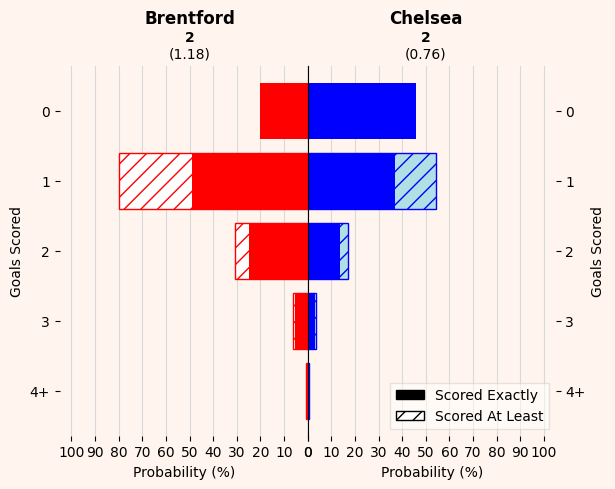 Brentford Chelsea
2 2
(1.18) (0.76)
0 0
1 1
2 2
3 3
4+ 4+
Goals Scored
Goals Scored
Scored Exactly
Scored At Least
100 90 80 70 60 50 40 30 20 10 0 0 10 20 30 40 50 60 70 80 90 100
Probability (%) Probability (%)